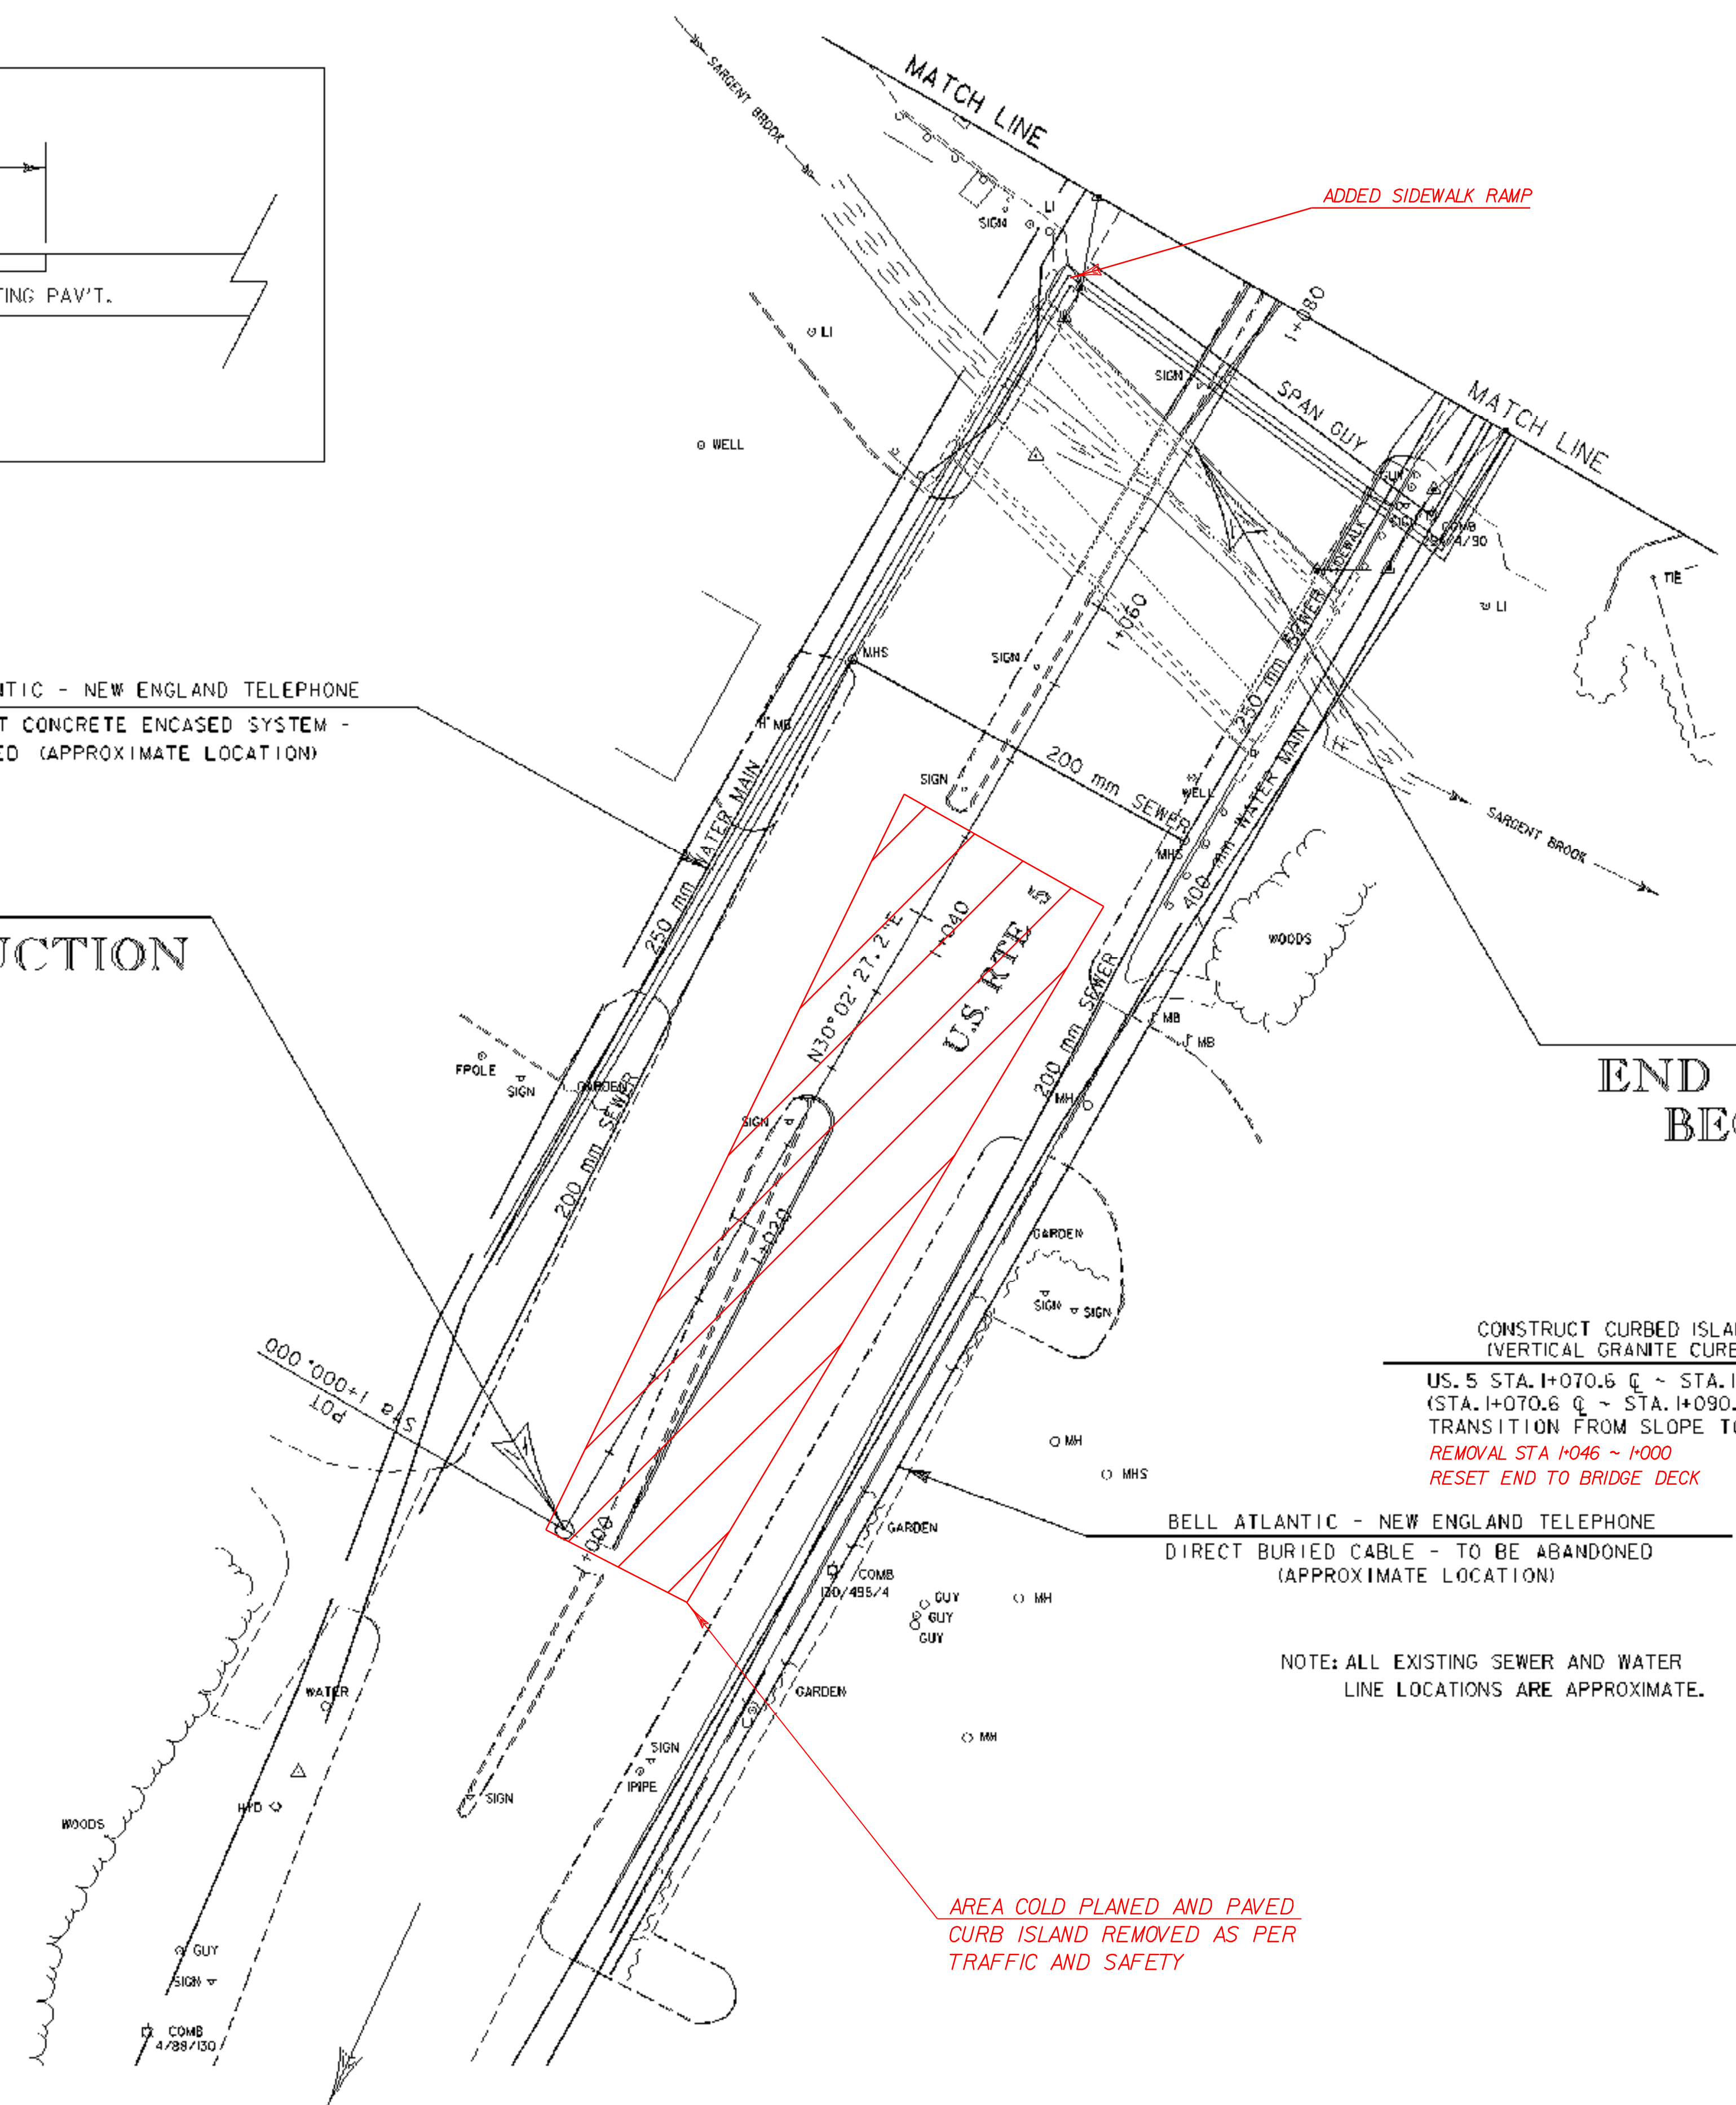 MATCH LINE
SARGENT BROOK
ADDED SIDEWALK RAMP
LI
SIGN
1+080
LI
SIGN
SPAN GUY
MATCH LINE
WELL
SIDEWALK
COMB
TIE
LI
1+060
MHS
SIGN
250 mm SEWER
MB
SIGN
200 mm SEWER
WELL
MHS
400 mm WATER MAIN
SARGENT BROOK
TIC - NEW ENGLAND TELEPHONE
T CONCRETE ENCASED SYSTEM -
ED (APPROXIMATE LOCATION)
TING PAV'T.
250 mm WATER MAIN
UCTION
N30°02'27.2"E
1+040
U.S. RTE 5
200 mm SEWER
WOODS
MB
MB
FPOLE
SIGN
GARDEN
SIGN
MH
200 mm SEWER
1+020
END
BEG
GARDEN
SIGN
SIGN
Sta 1+000.000
POT
CONSTRUCT CURBED ISLA
(VERTICAL GRANITE CURB
US.5 STA.1+070.6 ℄ ~ STA.1
(STA.1+070.6 ℄ ~ STA.1+090.
TRANSITION FROM SLOPE TO
REMOVAL STA 1+046 ~ 1+000
RESET END TO BRIDGE DECK
MH
MHS
BELL ATLANTIC - NEW ENGLAND TELEPHONE
DIRECT BURIED CABLE - TO BE ABANDONED
(APPROXIMATE LOCATION)
1+000
GARDEN
COMB
GUY
GUY
GUY
MH
NOTE: ALL EXISTING SEWER AND WATER
LINE LOCATIONS ARE APPROXIMATE.
WATER
GARDEN
MH
SIGN
IPIPE
SIGN
HYD
WOODS
AREA COLD PLANED AND PAVED
CURB ISLAND REMOVED AS PER
TRAFFIC AND SAFETY
GUY
SIGN
COMB
4/88/130